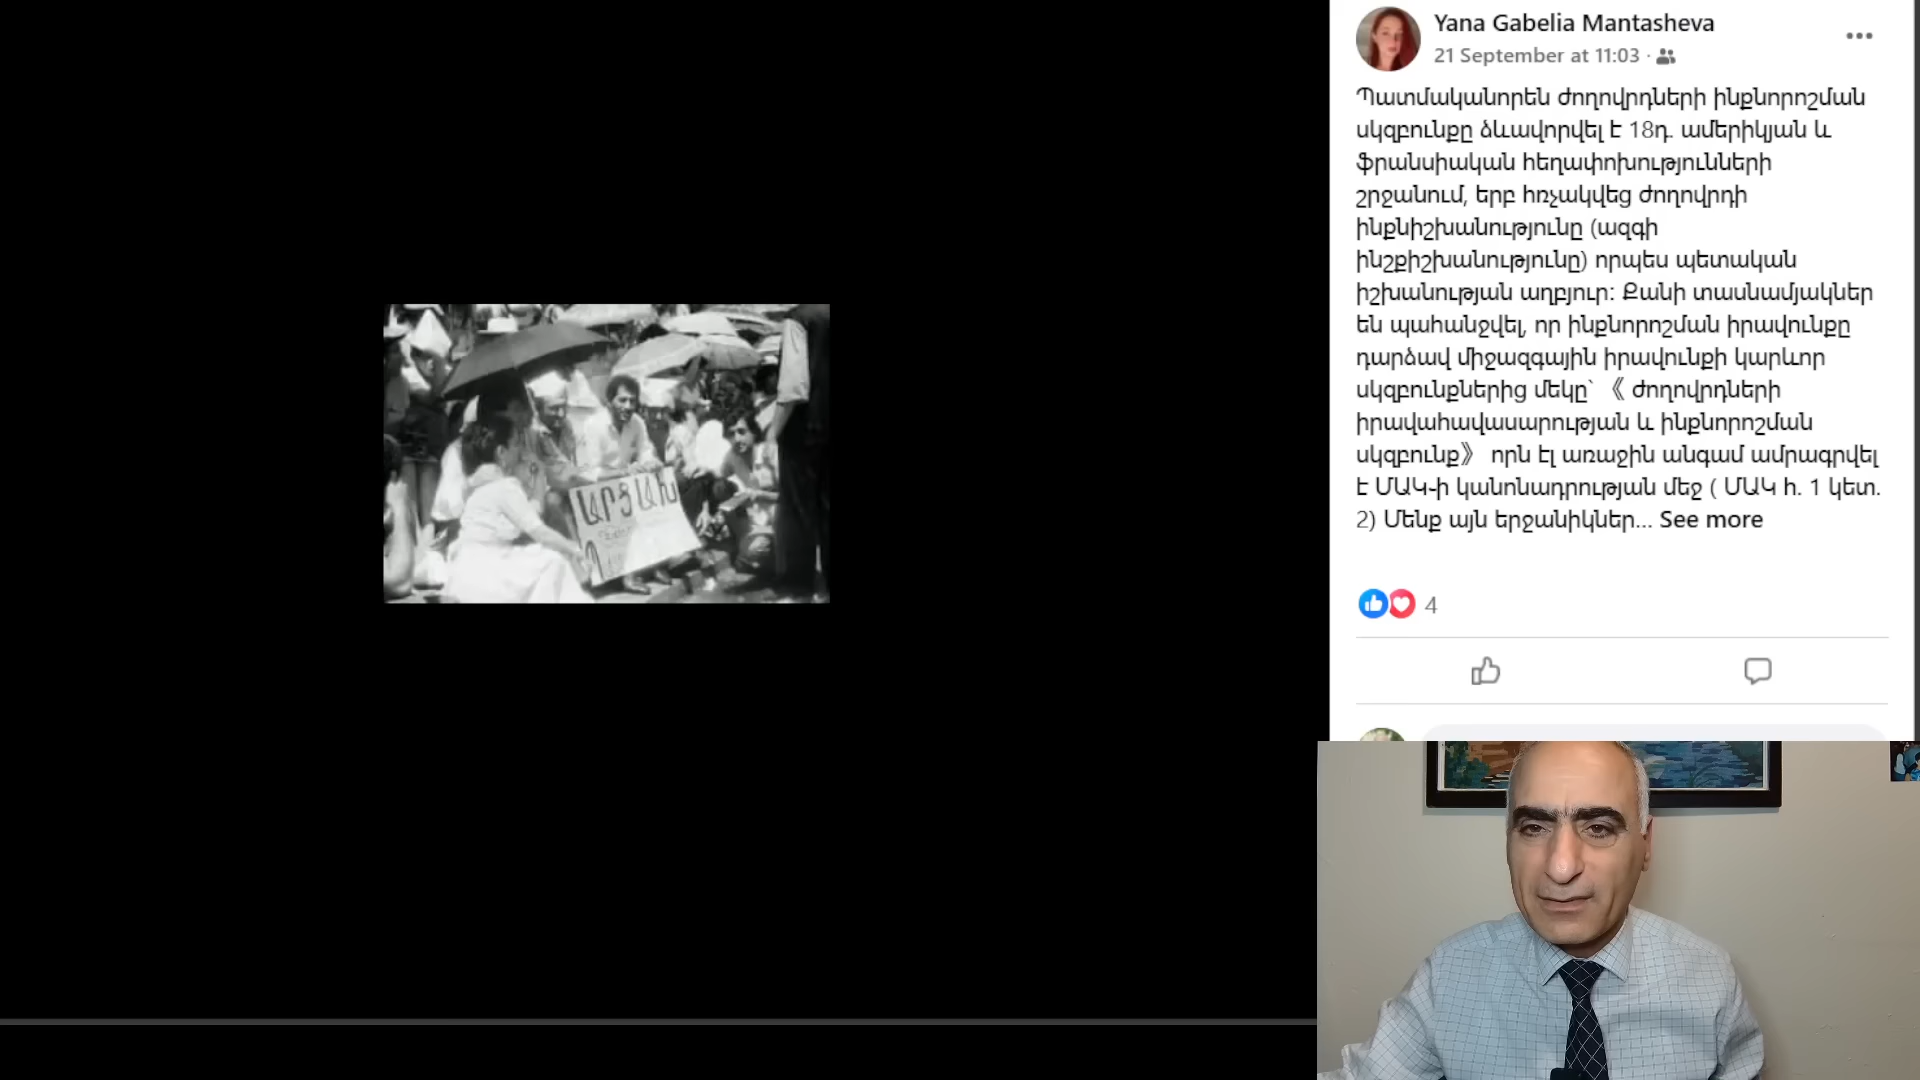 Yana Gabelia Mantasheva
21 September at 11:03 ·
Պատմականորեն ժողովրդների ինքնորոշման
սկզբունքը ձևավորվել է 18դ. ամերիկյան և
ֆրանսիական հեղափոխությունների
շրջանում, երբ հռչակվեց ժողովրդի
ինքնիշխանությունը (ազգի
ինշքիշխանությունը) որպես պետական
իշխանության աղբյուր: Քանի տասնամյակներ
են պահանջվել, որ ինքնորոշման իրավունքը
դարձավ միջազգային իրավունքի կարևոր
սկզբունքներից մեկը` 《 ժողովրդների
իրավահավասարության և ինքնորոշման
սկզբունք》 որն էլ առաջին անգամ ամրագրվել
է ՄԱԿ-ի կանոնադրության մեջ ( ՄԱԿ հ. 1 կետ.
2) Մենք այն երջանիկներ... See more
4
ԱՐՑԱԽ